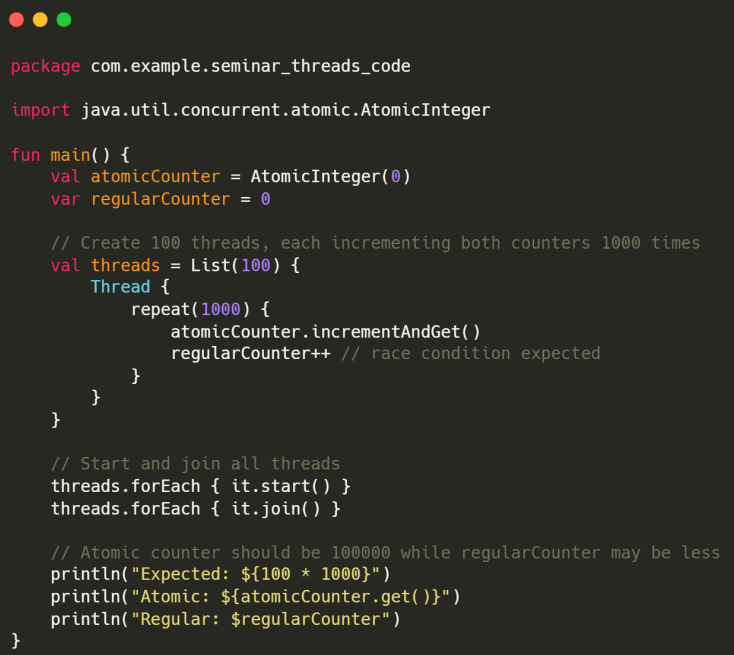 package com.example.seminar_threads_code
import java.util.concurrent.atomic.AtomicInteger
fun main() {
    val atomicCounter = AtomicInteger(0)
    var regularCounter = 0
    // Create 100 threads, each incrementing both counters 1000 times
    val threads = List(100) {
        Thread {
            repeat(1000) {
                atomicCounter.incrementAndGet()
                regularCounter++ // race condition expected
            }
        }
    }
    // Start and join all threads
    threads.forEach { it.start() }
    threads.forEach { it.join() }
    // Atomic counter should be 100000 while regularCounter may be less
    println("Expected: ${100 * 1000}")
    println("Atomic: ${atomicCounter.get()}")
    println("Regular: $regularCounter")
}